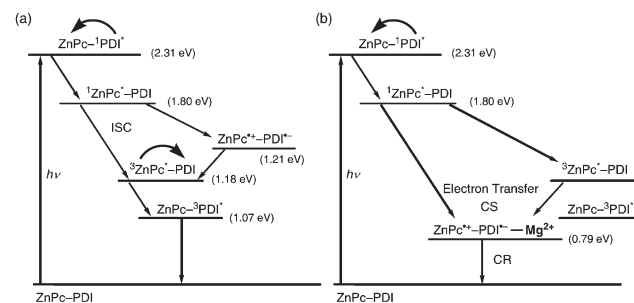 (a)
ZnPc–¹PDI*
(2.31 eV)
¹ZnPc*–PDI
(1.80 eV)
ISC
ZnPc•+–PDI•–
(1.21 eV)
³ZnPc*–PDI
(1.18 eV)
hν
ZnPc–³PDI*
(1.07 eV)
ZnPc–PDI
(b)
ZnPc–¹PDI*
(2.31 eV)
¹ZnPc*–PDI
(1.80 eV)
³ZnPc*–PDI
hν
Electron Transfer
CS
ZnPc–³PDI*
ZnPc•+–PDI•– — Mg²⁺
(0.79 eV)
CR
ZnPc–PDI